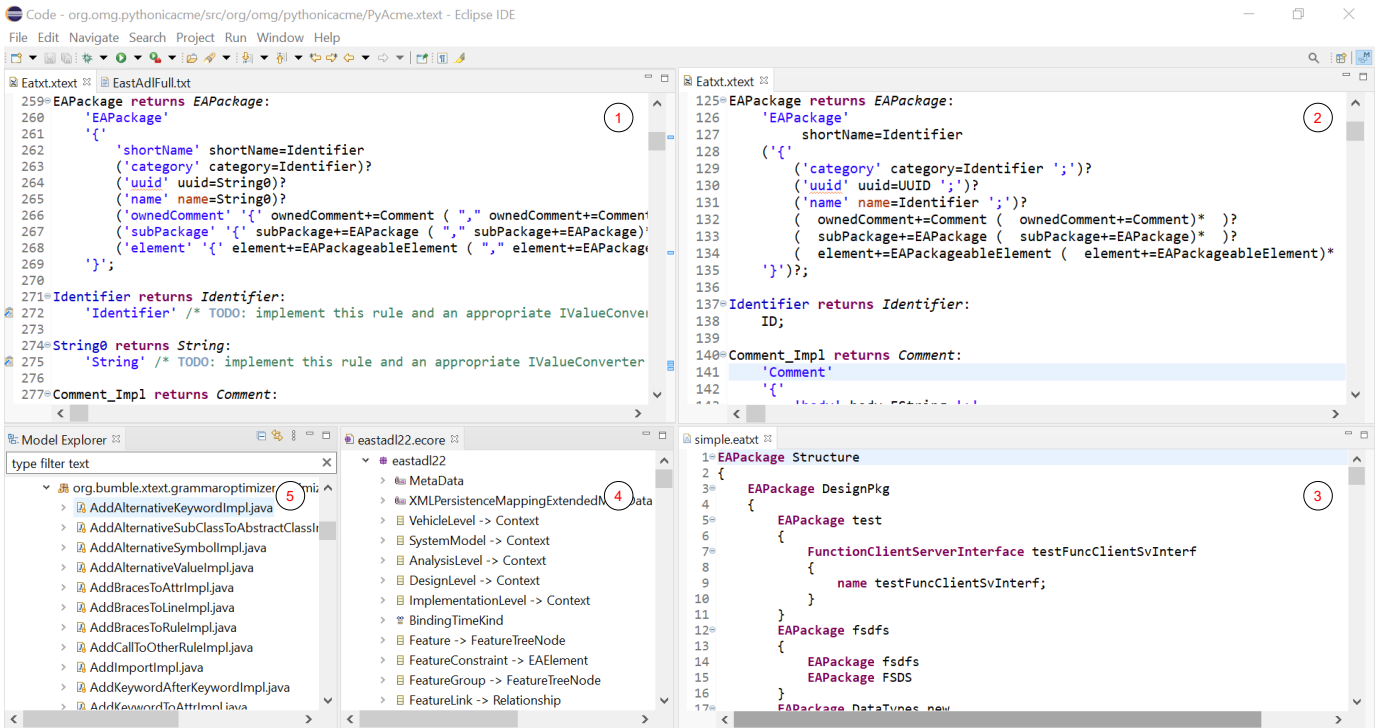 Code - org.omg.pythonicacme/src/org/omg/pythonicacme/PyAcme.xtext - Eclipse IDE
File Edit Navigate Search Project Run Window Help
Eatxt.xtext EastAdlFull.txt
259 EAPackage returns EAPackage:
260 'EAPackage'
261 '{'
262 'shortName' shortName=Identifier
263 ('category' category=Identifier)?
264 ('uuid' uuid=String0)?
265 ('name' name=String0)?
266 ('ownedComment' '{' ownedComment+=Comment ( "," ownedComment+=Comment
267 ('subPackage' '{' subPackage+=EAPackage ( "," subPackage+=EAPackage)*
268 ('element' '{' element+=EAPackageableElement ( "," element+=EAPackage
269 '}';
270
271 Identifier returns Identifier:
272 'Identifier' /* TODO: implement this rule and an appropriate IValueConver
273
274 String0 returns String:
275 'String' /* TODO: implement this rule and an appropriate IValueConverter
276
277 Comment_Impl returns Comment:
1
Eatxt.xtext
125 EAPackage returns EAPackage:
126 'EAPackage'
127 shortName=Identifier
128 ('{'
129 ('category' category=Identifier ';')?
130 ('uuid' uuid=UUID ';')?
131 ('name' name=Identifier ';')?
132 ( ownedComment+=Comment ( ownedComment+=Comment)* )?
133 ( subPackage+=EAPackage ( subPackage+=EAPackage)* )?
134 ( element+=EAPackageableElement ( element+=EAPackageableElement)*
135 '}')?;
136
137 Identifier returns Identifier:
138 ID;
139
140 Comment_Impl returns Comment:
141 'Comment'
142 '{'
143 'body' body=EString ';'
2
Model Explorer
type filter text
org.bumble.xtext.grammaroptimizer
5
AddAlternativeKeywordImpl.java
AddAlternativeSubClassToAbstractClassIr
AddAlternativeSymbolImpl.java
AddAlternativeValueImpl.java
AddBracesToAttrImpl.java
AddBracesToLineImpl.java
AddBracesToRuleImpl.java
AddCallToOtherRuleImpl.java
AddImportImpl.java
AddKeywordAfterKeywordImpl.java
AddKeywordToAttrImpl.java
eastadl22.ecore
eastadl22
MetaData
XMLPersistenceMappingExtendedM Data
4
VehicleLevel -> Context
SystemModel -> Context
AnalysisLevel -> Context
DesignLevel -> Context
ImplementationLevel -> Context
BindingTimeKind
Feature -> FeatureTreeNode
FeatureConstraint -> EAElement
FeatureGroup -> FeatureTreeNode
FeatureLink -> Relationship
simple.eatxt
1 EAPackage Structure
2 {
3 EAPackage DesignPkg
4 {
5 EAPackage test
6 {
7 FunctionClientServerInterface testFuncClientSvInterf
8 {
9 name testFuncClientSvInterf;
10 }
11 }
12 EAPackage fsdfs
13 {
14 EAPackage fsdfs
15 EAPackage FSDS
16 }
17 EAPackage DataTypes_new
3